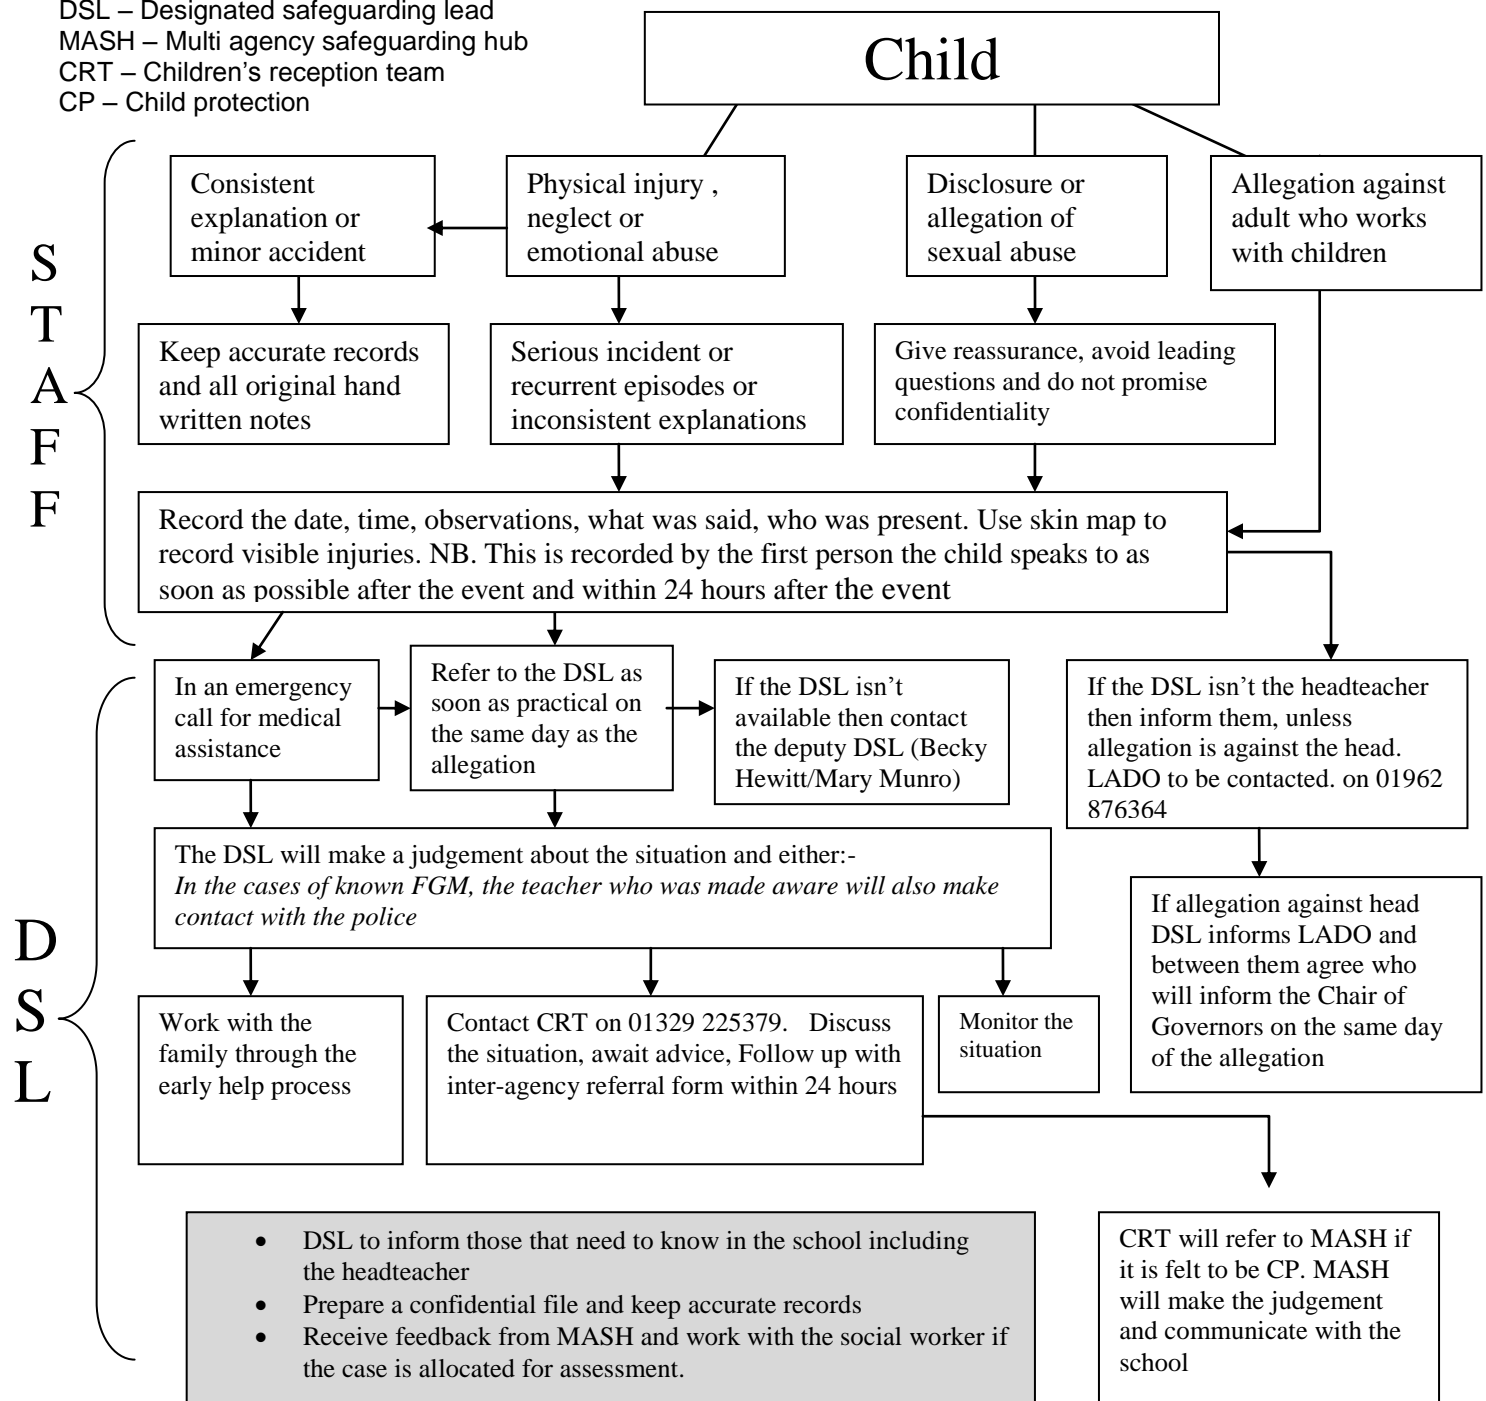 DSL – Designated safeguarding lead
MASH – Multi agency safeguarding hub
CRT – Children's reception team
CP – Child protection
Child
S
T
A
F
F
Consistent
explanation or
minor accident
Physical injury ,
neglect or
emotional abuse
Disclosure or
allegation of
sexual abuse
Allegation against
adult who works
with children
Keep accurate records
and all original hand
written notes
Serious incident or
recurrent episodes or
inconsistent explanations
Give reassurance, avoid leading
questions and do not promise
confidentiality
Record the date, time, observations, what was said, who was present. Use skin map to
record visible injuries. NB. This is recorded by the first person the child speaks to as
soon as possible after the event and within 24 hours after the event
D
S
L
In an emergency
call for medical
assistance
Refer to the DSL as
soon as practical on
the same day as the
allegation
If the DSL isn't
available then contact
the deputy DSL (Becky
Hewitt/Mary Munro)
If the DSL isn't the headteacher
then inform them, unless
allegation is against the head.
LADO to be contacted. on 01962
876364
The DSL will make a judgement about the situation and either:-
In the cases of known FGM, the teacher who was made aware will also make
contact with the police
If allegation against head
DSL informs LADO and
between them agree who
will inform the Chair of
Governors on the same day
of the allegation
Work with the
family through the
early help process
Contact CRT on 01329 225379. Discuss
the situation, await advice, Follow up with
inter-agency referral form within 24 hours
Monitor the
situation
• DSL to inform those that need to know in the school including
the headteacher
• Prepare a confidential file and keep accurate records
• Receive feedback from MASH and work with the social worker if
the case is allocated for assessment.
CRT will refer to MASH if
it is felt to be CP. MASH
will make the judgement
and communicate with the
school